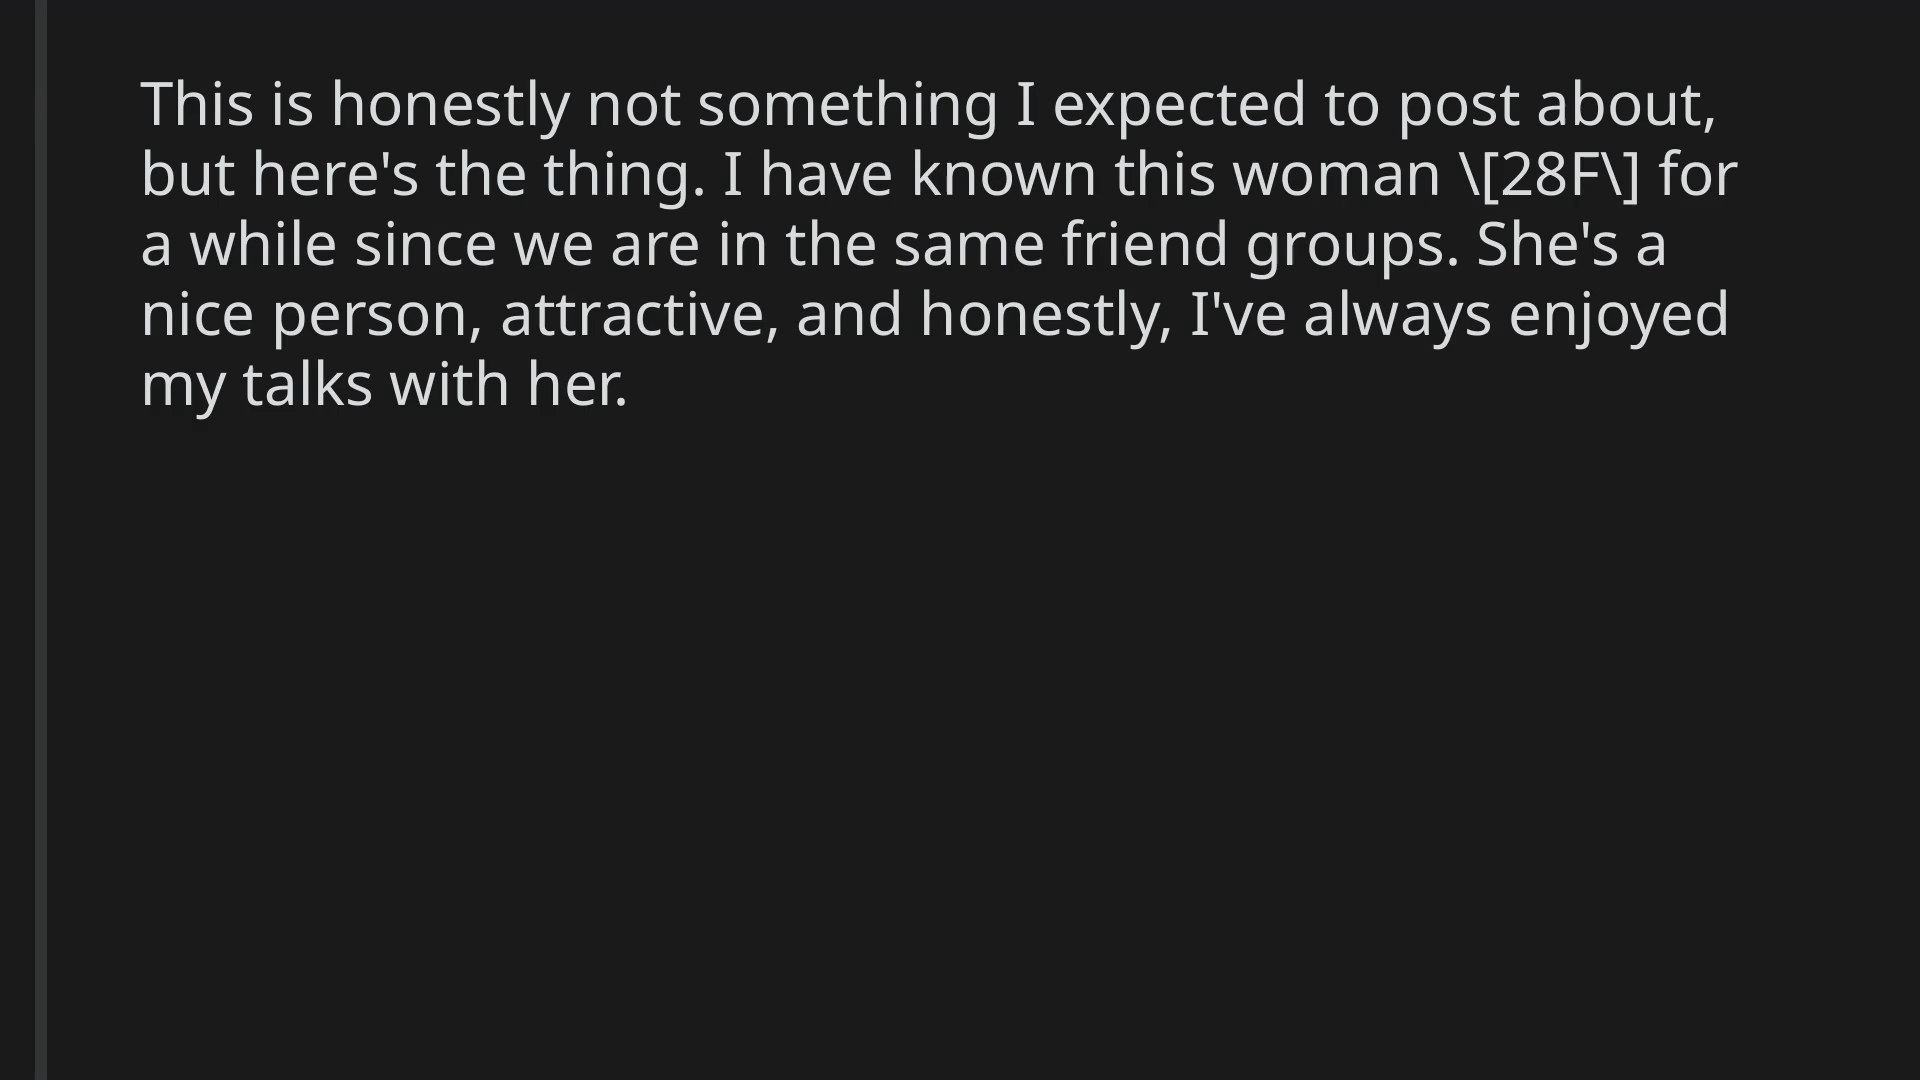 This is honestly not something I expected to post about,
but here's the thing. I have known this woman \[28F\] for
a while since we are in the same friend groups. She's a
nice person, attractive, and honestly, I've always enjoyed
my talks with her.